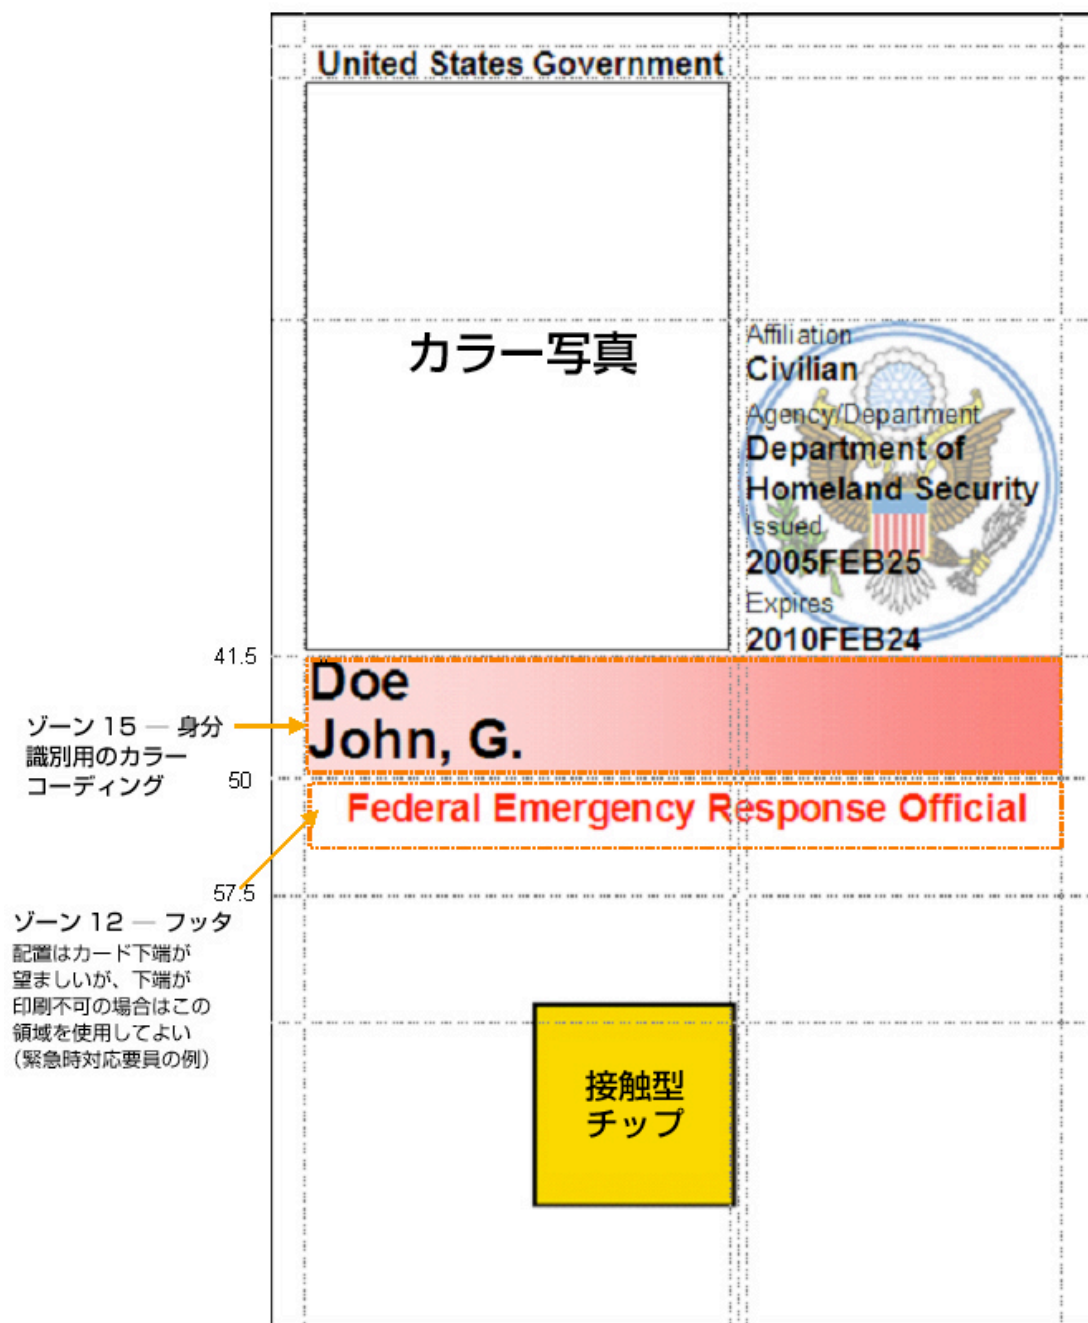 United States Government
カラー写真
Affiliation
Civilian
Agency/Department
Department of
Homeland Security
Issued
2005FEB25
Expires
2010FEB24
41.5
Doe
John, G.
ゾーン 15 — 身分
識別用のカラー
コーディング
50
Federal Emergency Response Official
57.5
ゾーン 12 — フッタ
配置はカード下端が
望ましいが、下端が
印刷不可の場合はこの
領域を使用してよい
（緊急時対応要員の例）
接触型
チップ